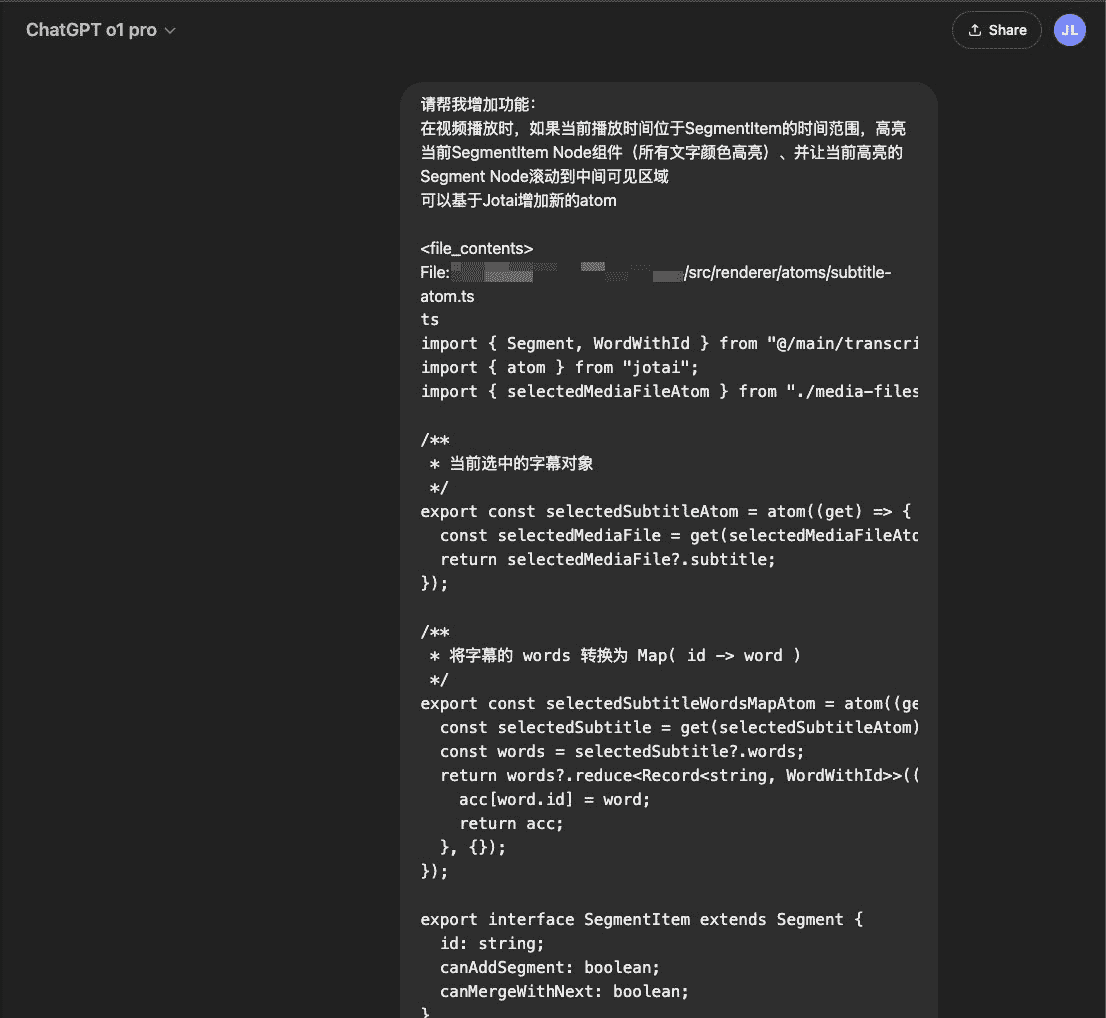 ChatGPT o1 pro
Share
JL
请帮我增加功能：
在视频播放时，如果当前播放时间位于SegmentItem的时间范围，高亮
当前SegmentItem Node组件（所有文字颜色高亮）、并让当前高亮的
Segment Node滚动到中间可见区域
可以基于Jotai增加新的atom
<file_contents>
File: /src/renderer/atoms/subtitle-
atom.ts
ts
import { Segment, WordWithId } from "@/main/transcri
import { atom } from "jotai";
import { selectedMediaFileAtom } from "./media-files
/**
 * 当前选中的字幕对象
 */
export const selectedSubtitleAtom = atom((get) => {
  const selectedMediaFile = get(selectedMediaFileAto
  return selectedMediaFile?.subtitle;
});
/**
 * 将字幕的 words 转换为 Map( id -> word )
 */
export const selectedSubtitleWordsMapAtom = atom((ge
  const selectedSubtitle = get(selectedSubtitleAtom)
  const words = selectedSubtitle?.words;
  return words?.reduce<Record<string, WordWithId>>((
    acc[word.id] = word;
    return acc;
  }, {});
});
export interface SegmentItem extends Segment {
  id: string;
  canAddSegment: boolean;
  canMergeWithNext: boolean;
}